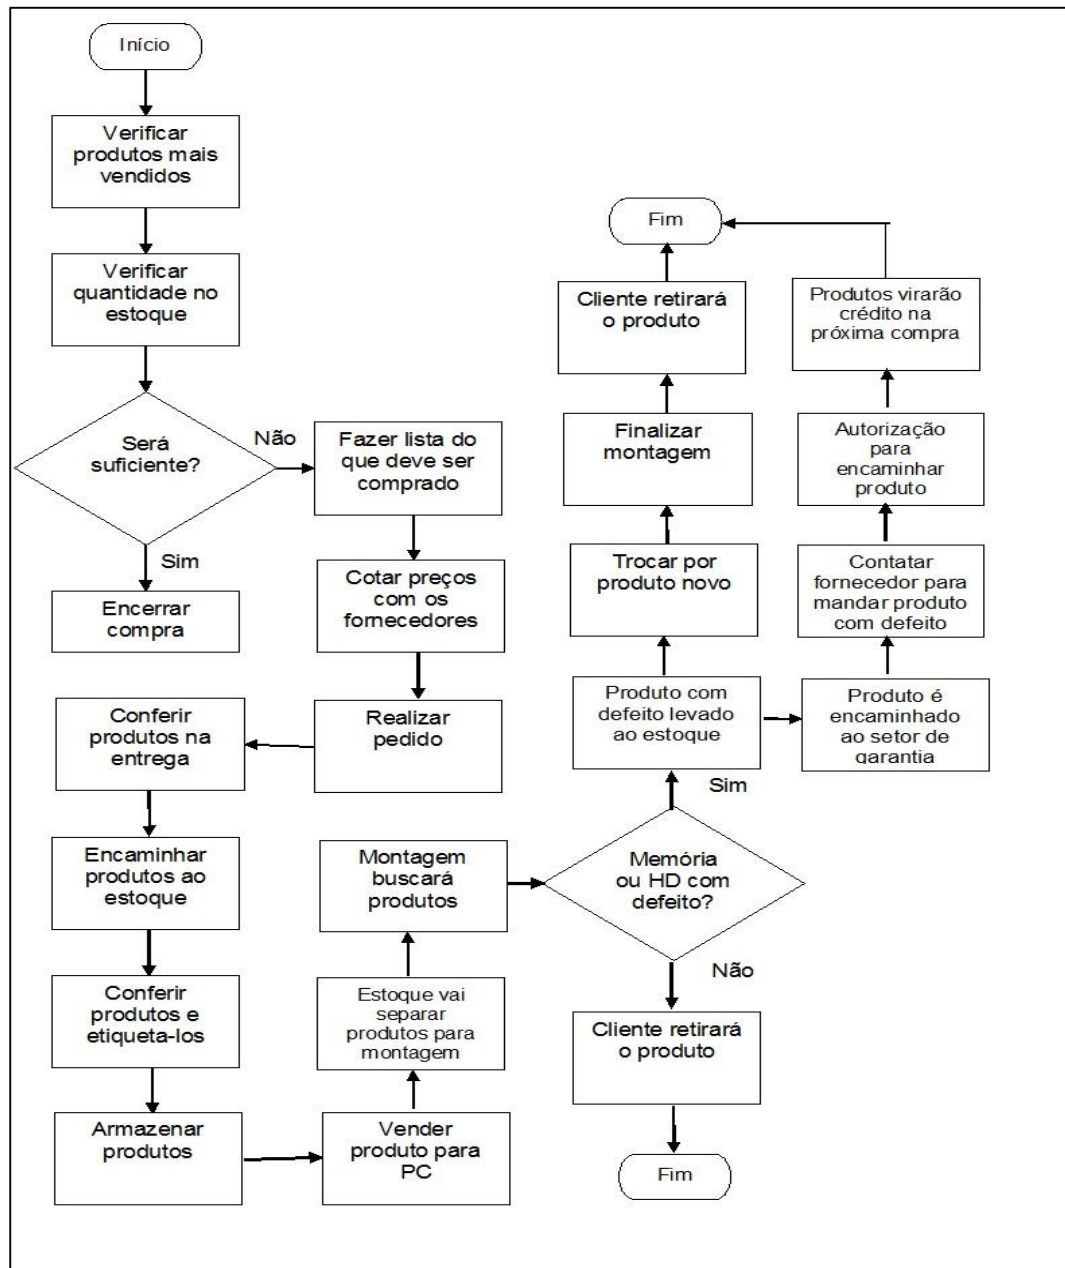 Início
Verificar
produtos mais
vendidos
Verificar
quantidade no
estoque
Será
suficiente?
Não
Sim
Encerrar
compra
Fazer lista do
que deve ser
comprado
Cotar preços
com os
fornecedores
Realizar
pedido
Conferir
produtos na
entrega
Encaminhar
produtos ao
estoque
Conferir
produtos e
etiqueta-los
Armazenar
produtos
Vender
produto para
PC
Estoque vai
separar
produtos para
montagem
Montagem
buscará
produtos
Memória
ou HD com
defeito?
Não
Cliente retirará
o produto
Fim
Sim
Produto com
defeito levado
ao estoque
Trocar por
produto novo
Finalizar
montagem
Cliente retirará
o produto
Fim
Produto é
encaminhado
ao setor de
garantia
Contatar
fornecedor para
mandar produto
com defeito
Autorização
para
encaminhar
produto
Produtos virarão
crédito na
próxima compra